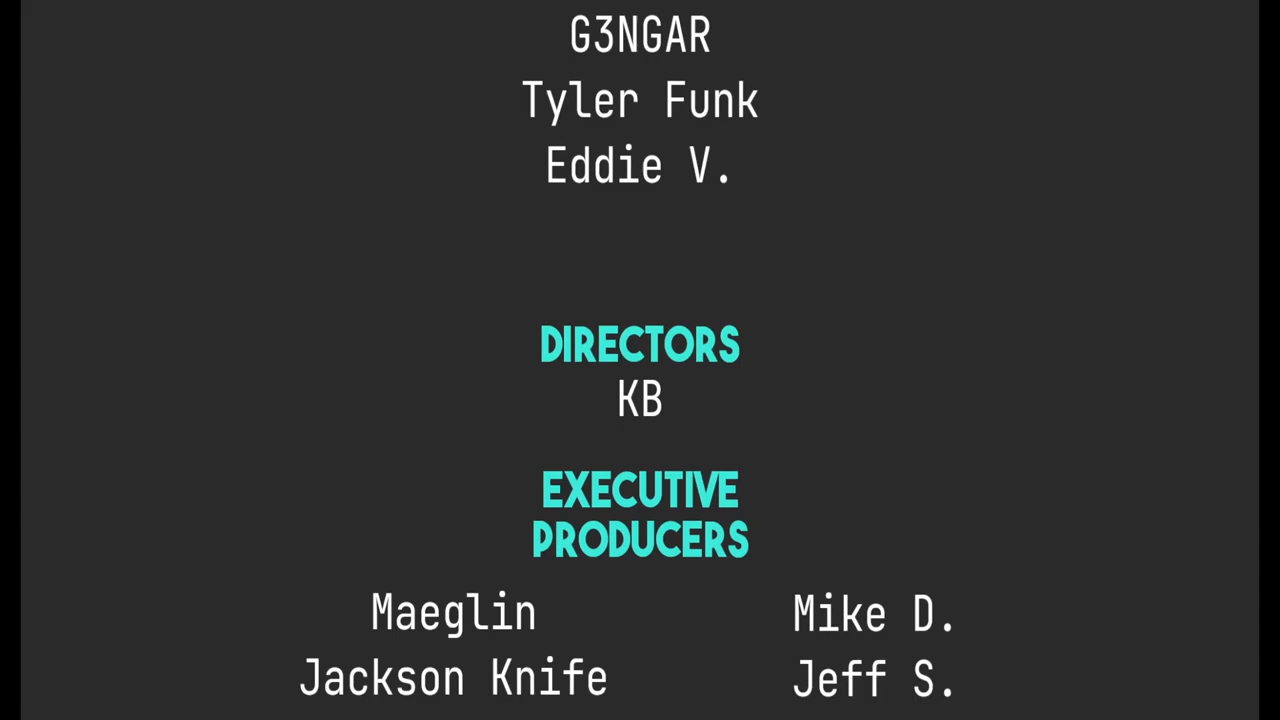 G3NGAR
Tyler Funk
Eddie V.
DIRECTORS
KB
EXECUTIVE
PRODUCERS
Maeglin
Mike D.
Jackson Knife
Jeff S.